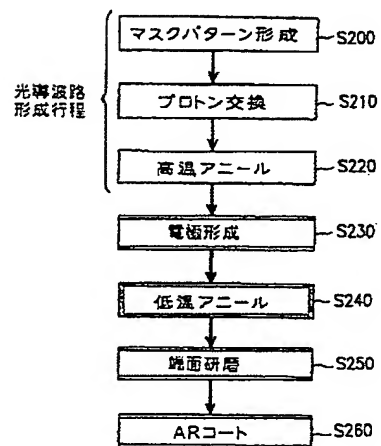 マスクパターン形成 S200
光導波路
形成行程
プロトン交換 S210
高温アニール S220
電極形成 S230
低温アニール S240
端面研磨 S250
ARコート S260